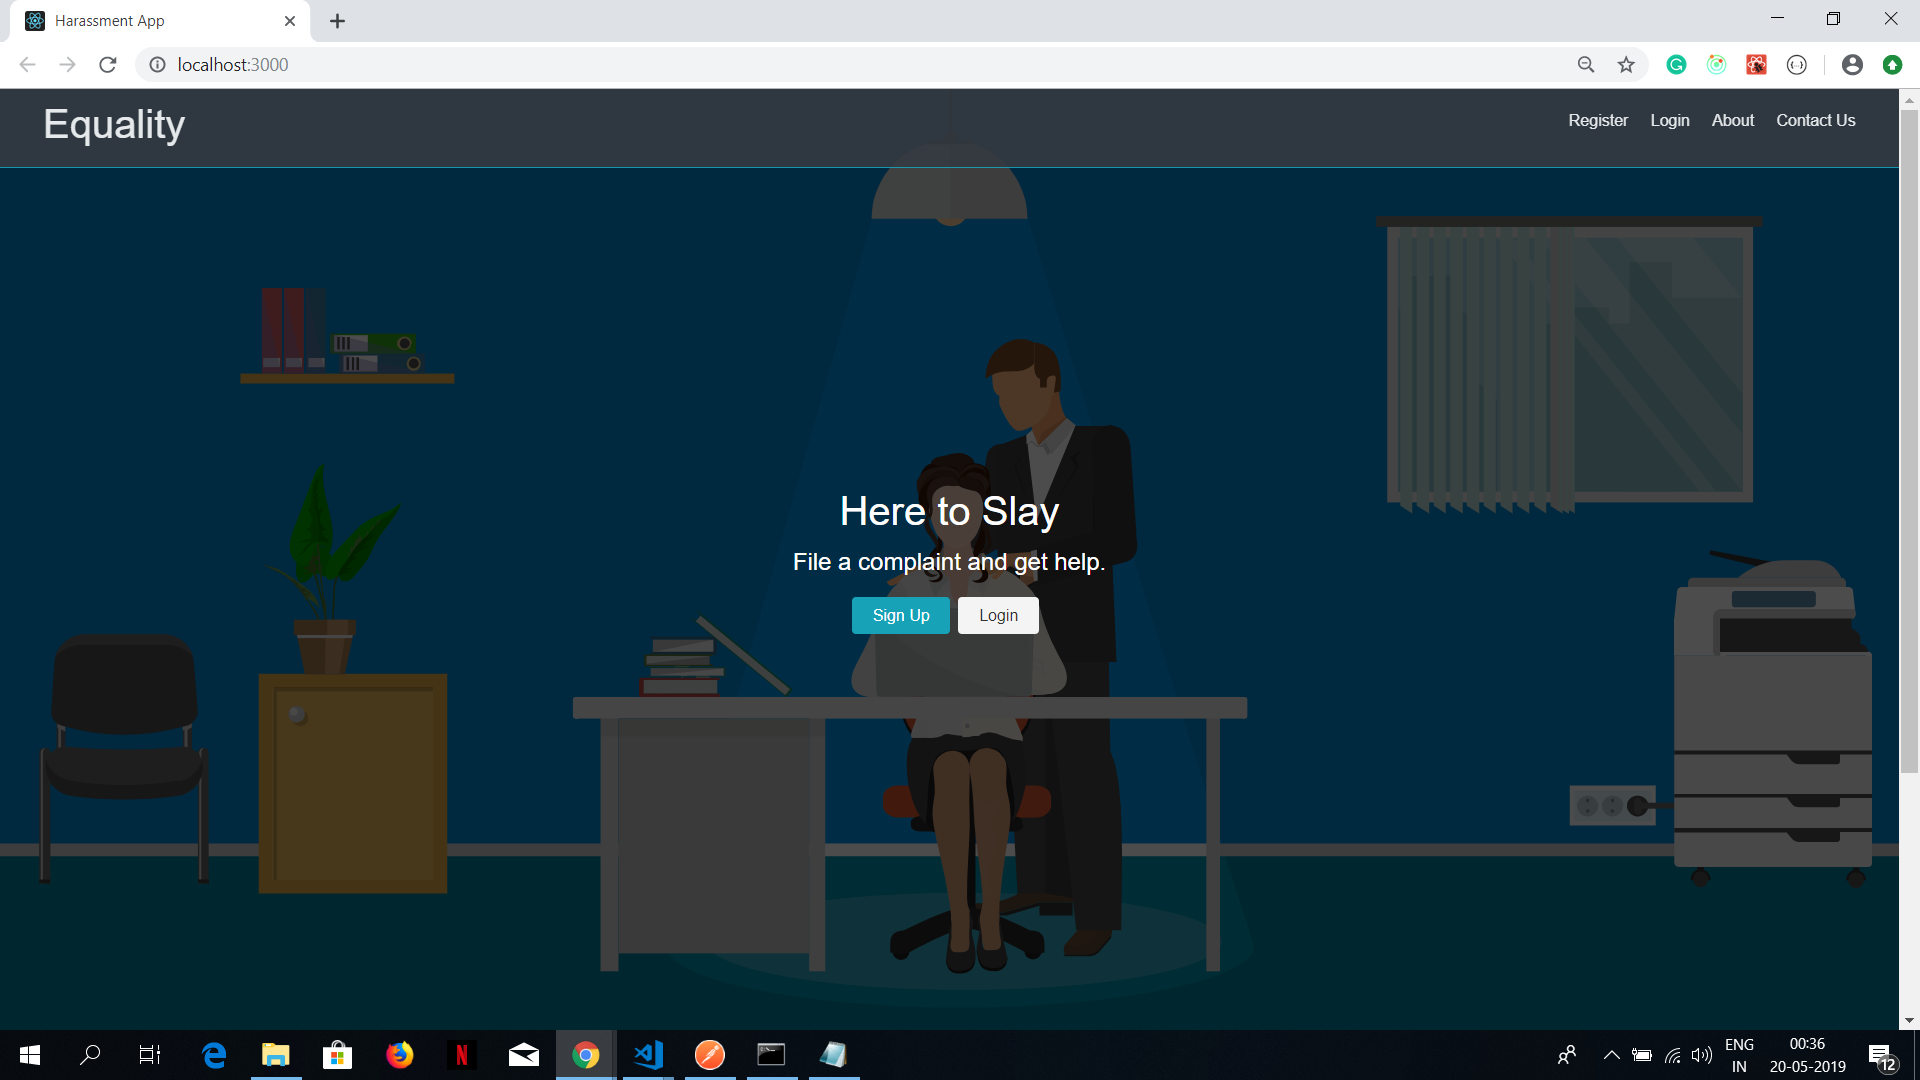 Harassment App
localhost:3000
Equality
Register Login About Contact Us
Here to Slay
File a complaint and get help.
Sign Up Login
ENG 00:36
IN 20-05-2019 12